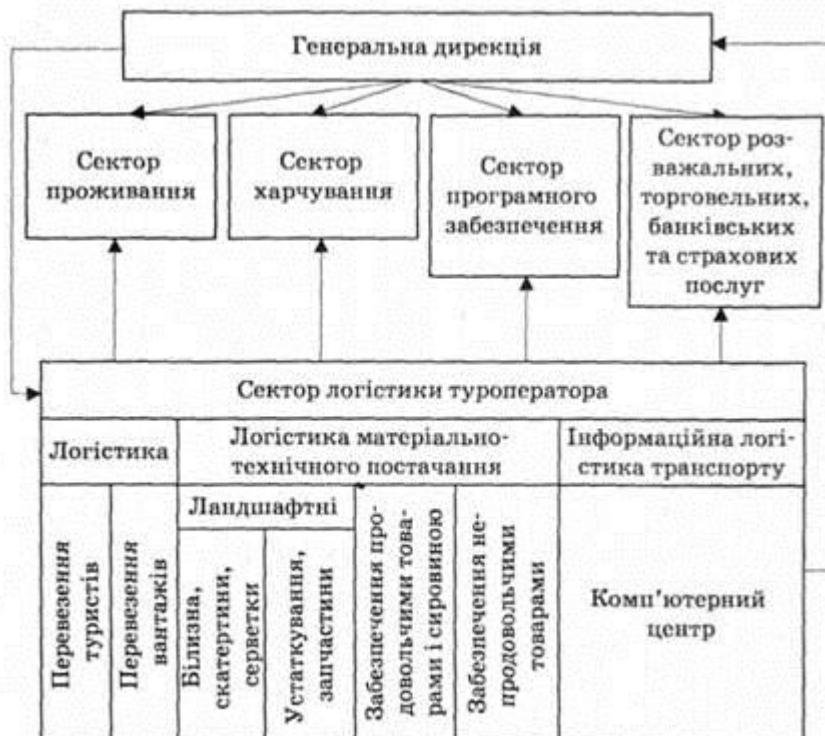 Генеральна дирекція
Сектор
проживання
Сектор
харчування
Сектор
програмного
забезпечення
Сектор роз-
важальних,
торговельних,
банківських
та страхових
послуг
Сектор логістики туроператора
Логістика
Логістика матеріально-
технічного постачання
Інформаційна логі-
стика транспорту
Перевезення
туристів
Перевезення
вантажів
Ландшафтні
Білизна,
скатертини,
серветки
Устаткування,
запчастини
Забезпечення про-
довольчими това-
рами і сировиною
Забезпечення не-
продовольчими
товарами
Комп’ютерний
центр